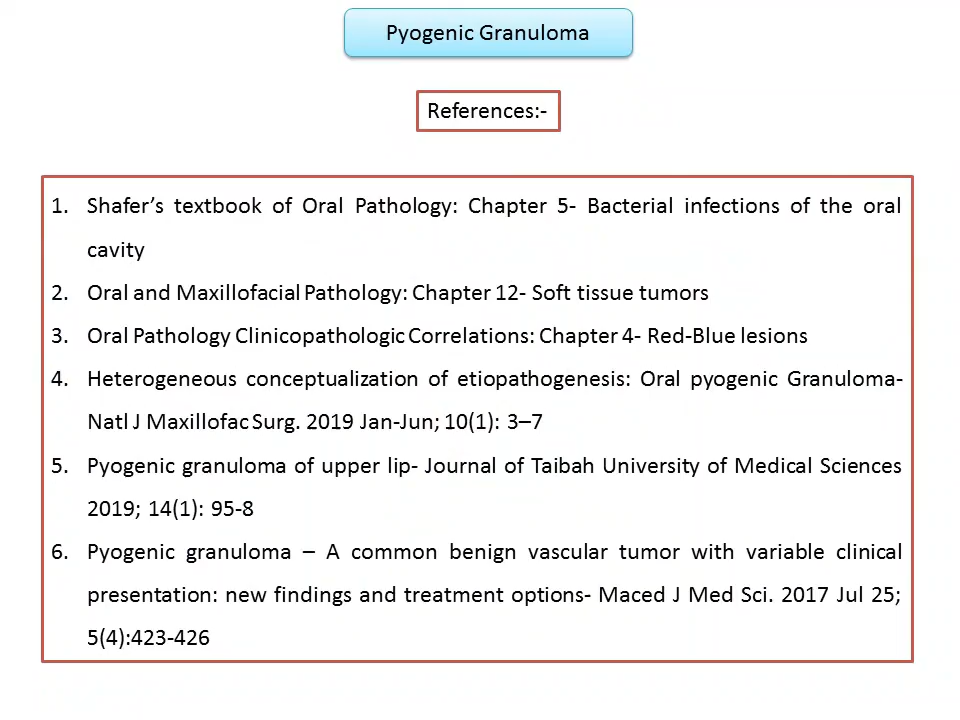 Pyogenic Granuloma
References:-
1. Shafer’s textbook of Oral Pathology: Chapter 5- Bacterial infections of the oral
cavity
2. Oral and Maxillofacial Pathology: Chapter 12- Soft tissue tumors
3. Oral Pathology Clinicopathologic Correlations: Chapter 4- Red-Blue lesions
4. Heterogeneous conceptualization of etiopathogenesis: Oral pyogenic Granuloma-
Natl J Maxillofac Surg. 2019 Jan-Jun; 10(1): 3–7
5. Pyogenic granuloma of upper lip- Journal of Taibah University of Medical Sciences
2019; 14(1): 95-8
6. Pyogenic granuloma – A common benign vascular tumor with variable clinical
presentation: new findings and treatment options- Maced J Med Sci. 2017 Jul 25;
5(4):423-426